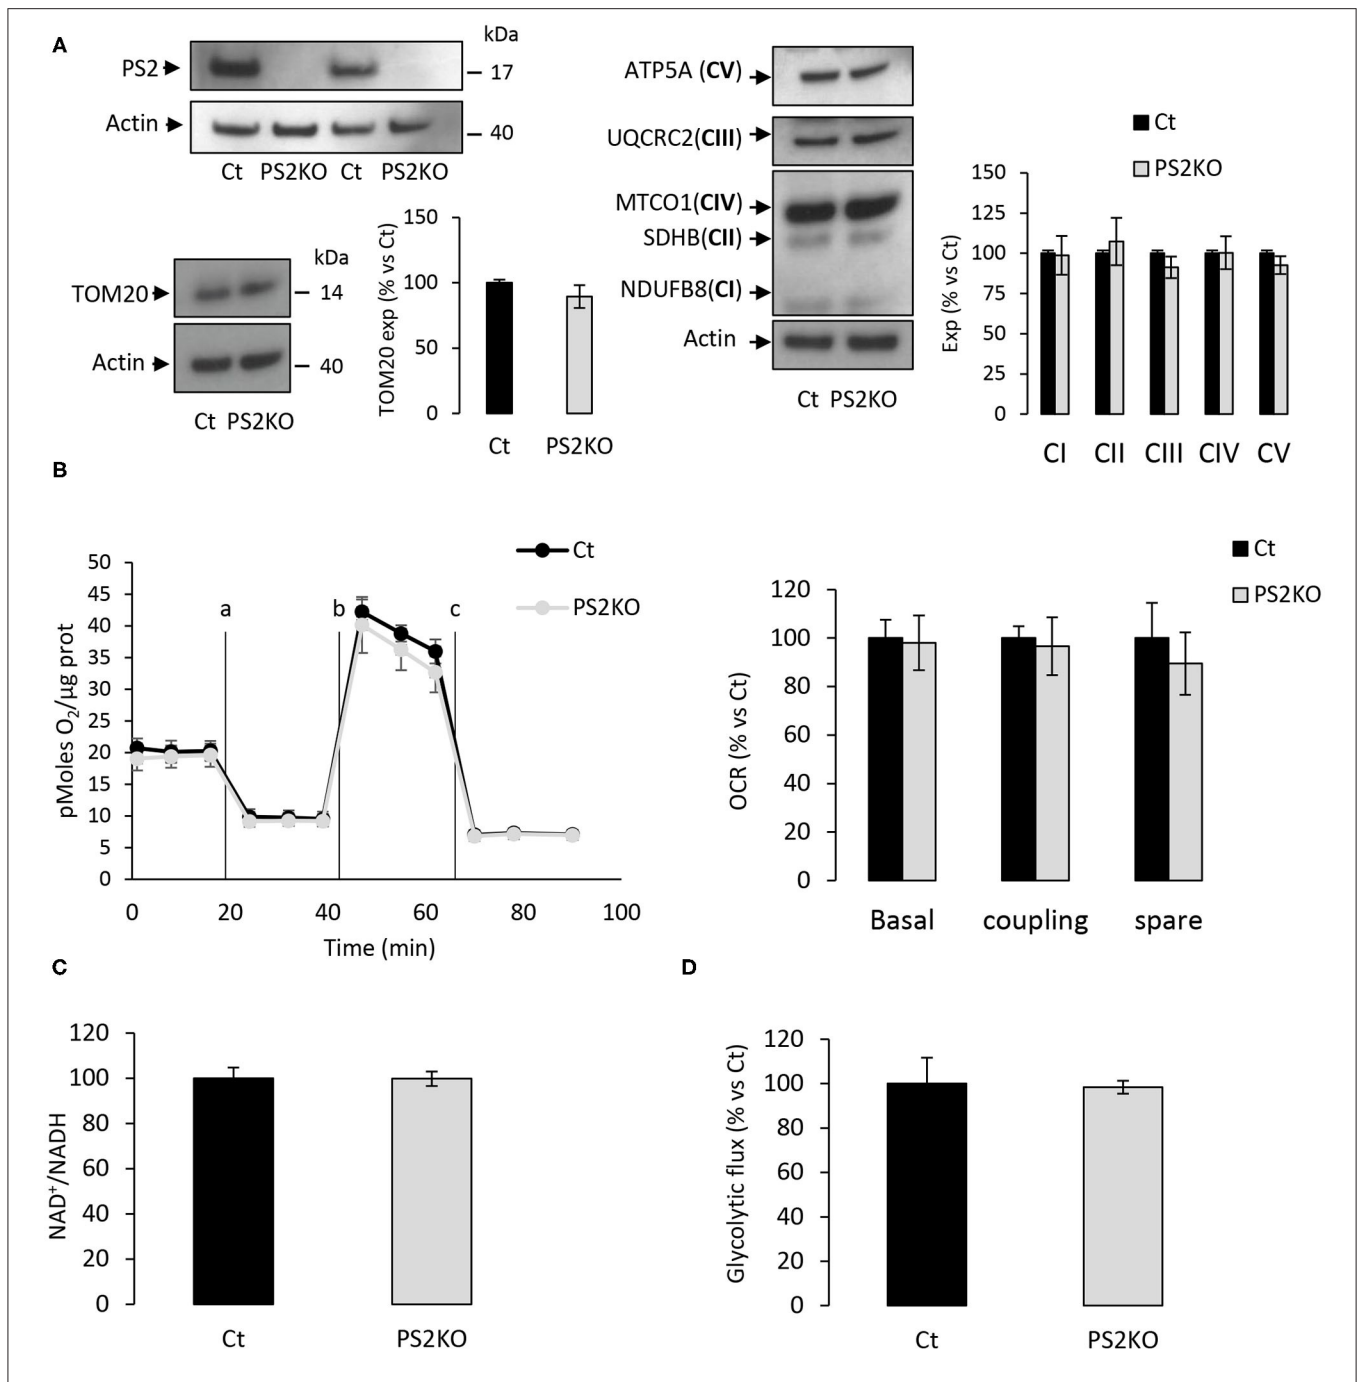 A
kDa
PS2
17
Actin
40
Ct PS2KO Ct PS2KO
kDa
TOM20
14
Actin
40
Ct PS2KO
TOM20 exp (% vs Ct)
150
100
50
0
Ct
PS2KO
ATP5A (CV)
UQCRC2(CIII)
MTCO1(CIV)
SDHB(CII)
NDUFB8(CI)
Actin
Ct PS2KO
Ct
PS2KO
Exp (% vs Ct)
150
125
100
75
50
25
0
CI CII CIII CIV CV
B
Ct
PS2KO
pMoles O₂/µg prot
50
45
40
35
30
25
20
15
10
5
0
a b c
0 20 40 60 80 100
Time (min)
Ct
PS2KO
OCR (% vs Ct)
120
100
80
60
40
20
0
Basal coupling spare
C
NAD⁺/NADH
120
100
80
60
40
20
0
Ct PS2KO
D
Glycolytic flux (% vs Ct)
120
100
80
60
40
20
0
Ct PS2KO